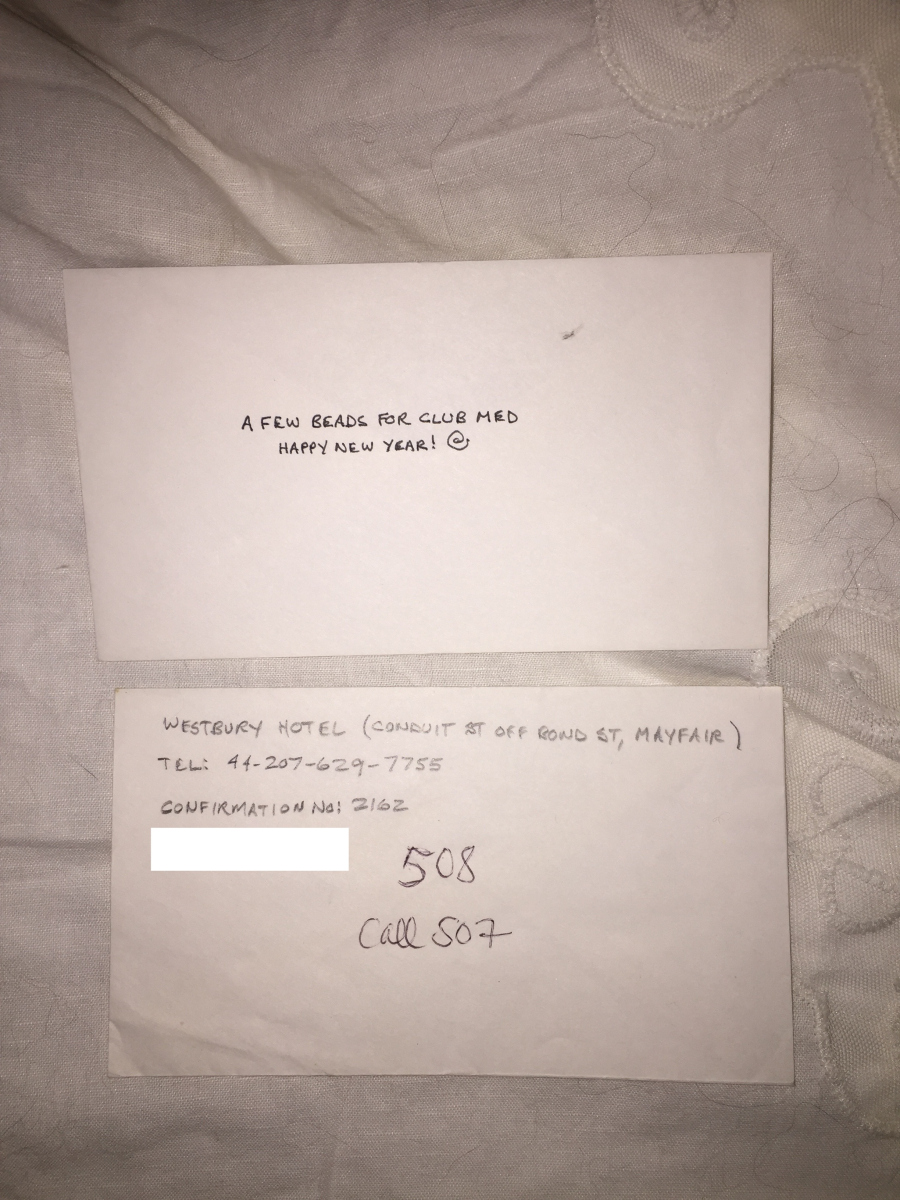 A FEW BEADS FOR CLUB MED
HAPPY NEW YEAR!
WESTBURY HOTEL (CONDUIT ST OFF BOND ST, MAYFAIR)
TEL: 44-207-629-7755
CONFIRMATION NO: 2162
508
Call 507